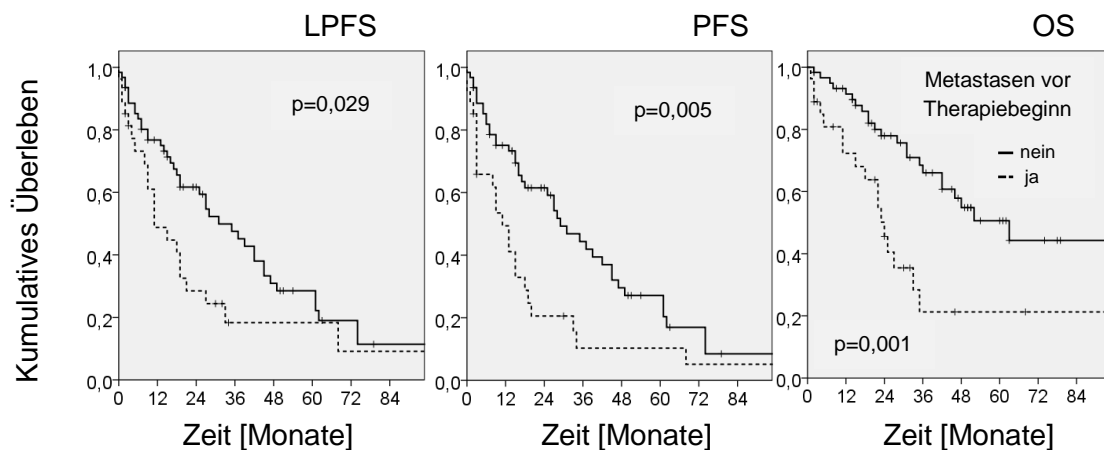 LPFS
PFS
OS
Kumulatives Überleben
1,0
0,8
0,6
0,4
0,2
0,0
p=0,029
0 12 24 36 48 60 72 84
Zeit [Monate]
1,0
0,8
0,6
0,4
0,2
0,0
p=0,005
0 12 24 36 48 60 72 84
Zeit [Monate]
1,0
0,8
0,6
0,4
0,2
0,0
Metastasen vor
Therapiebeginn
nein
ja
p=0,001
0 12 24 36 48 60 72 84
Zeit [Monate]